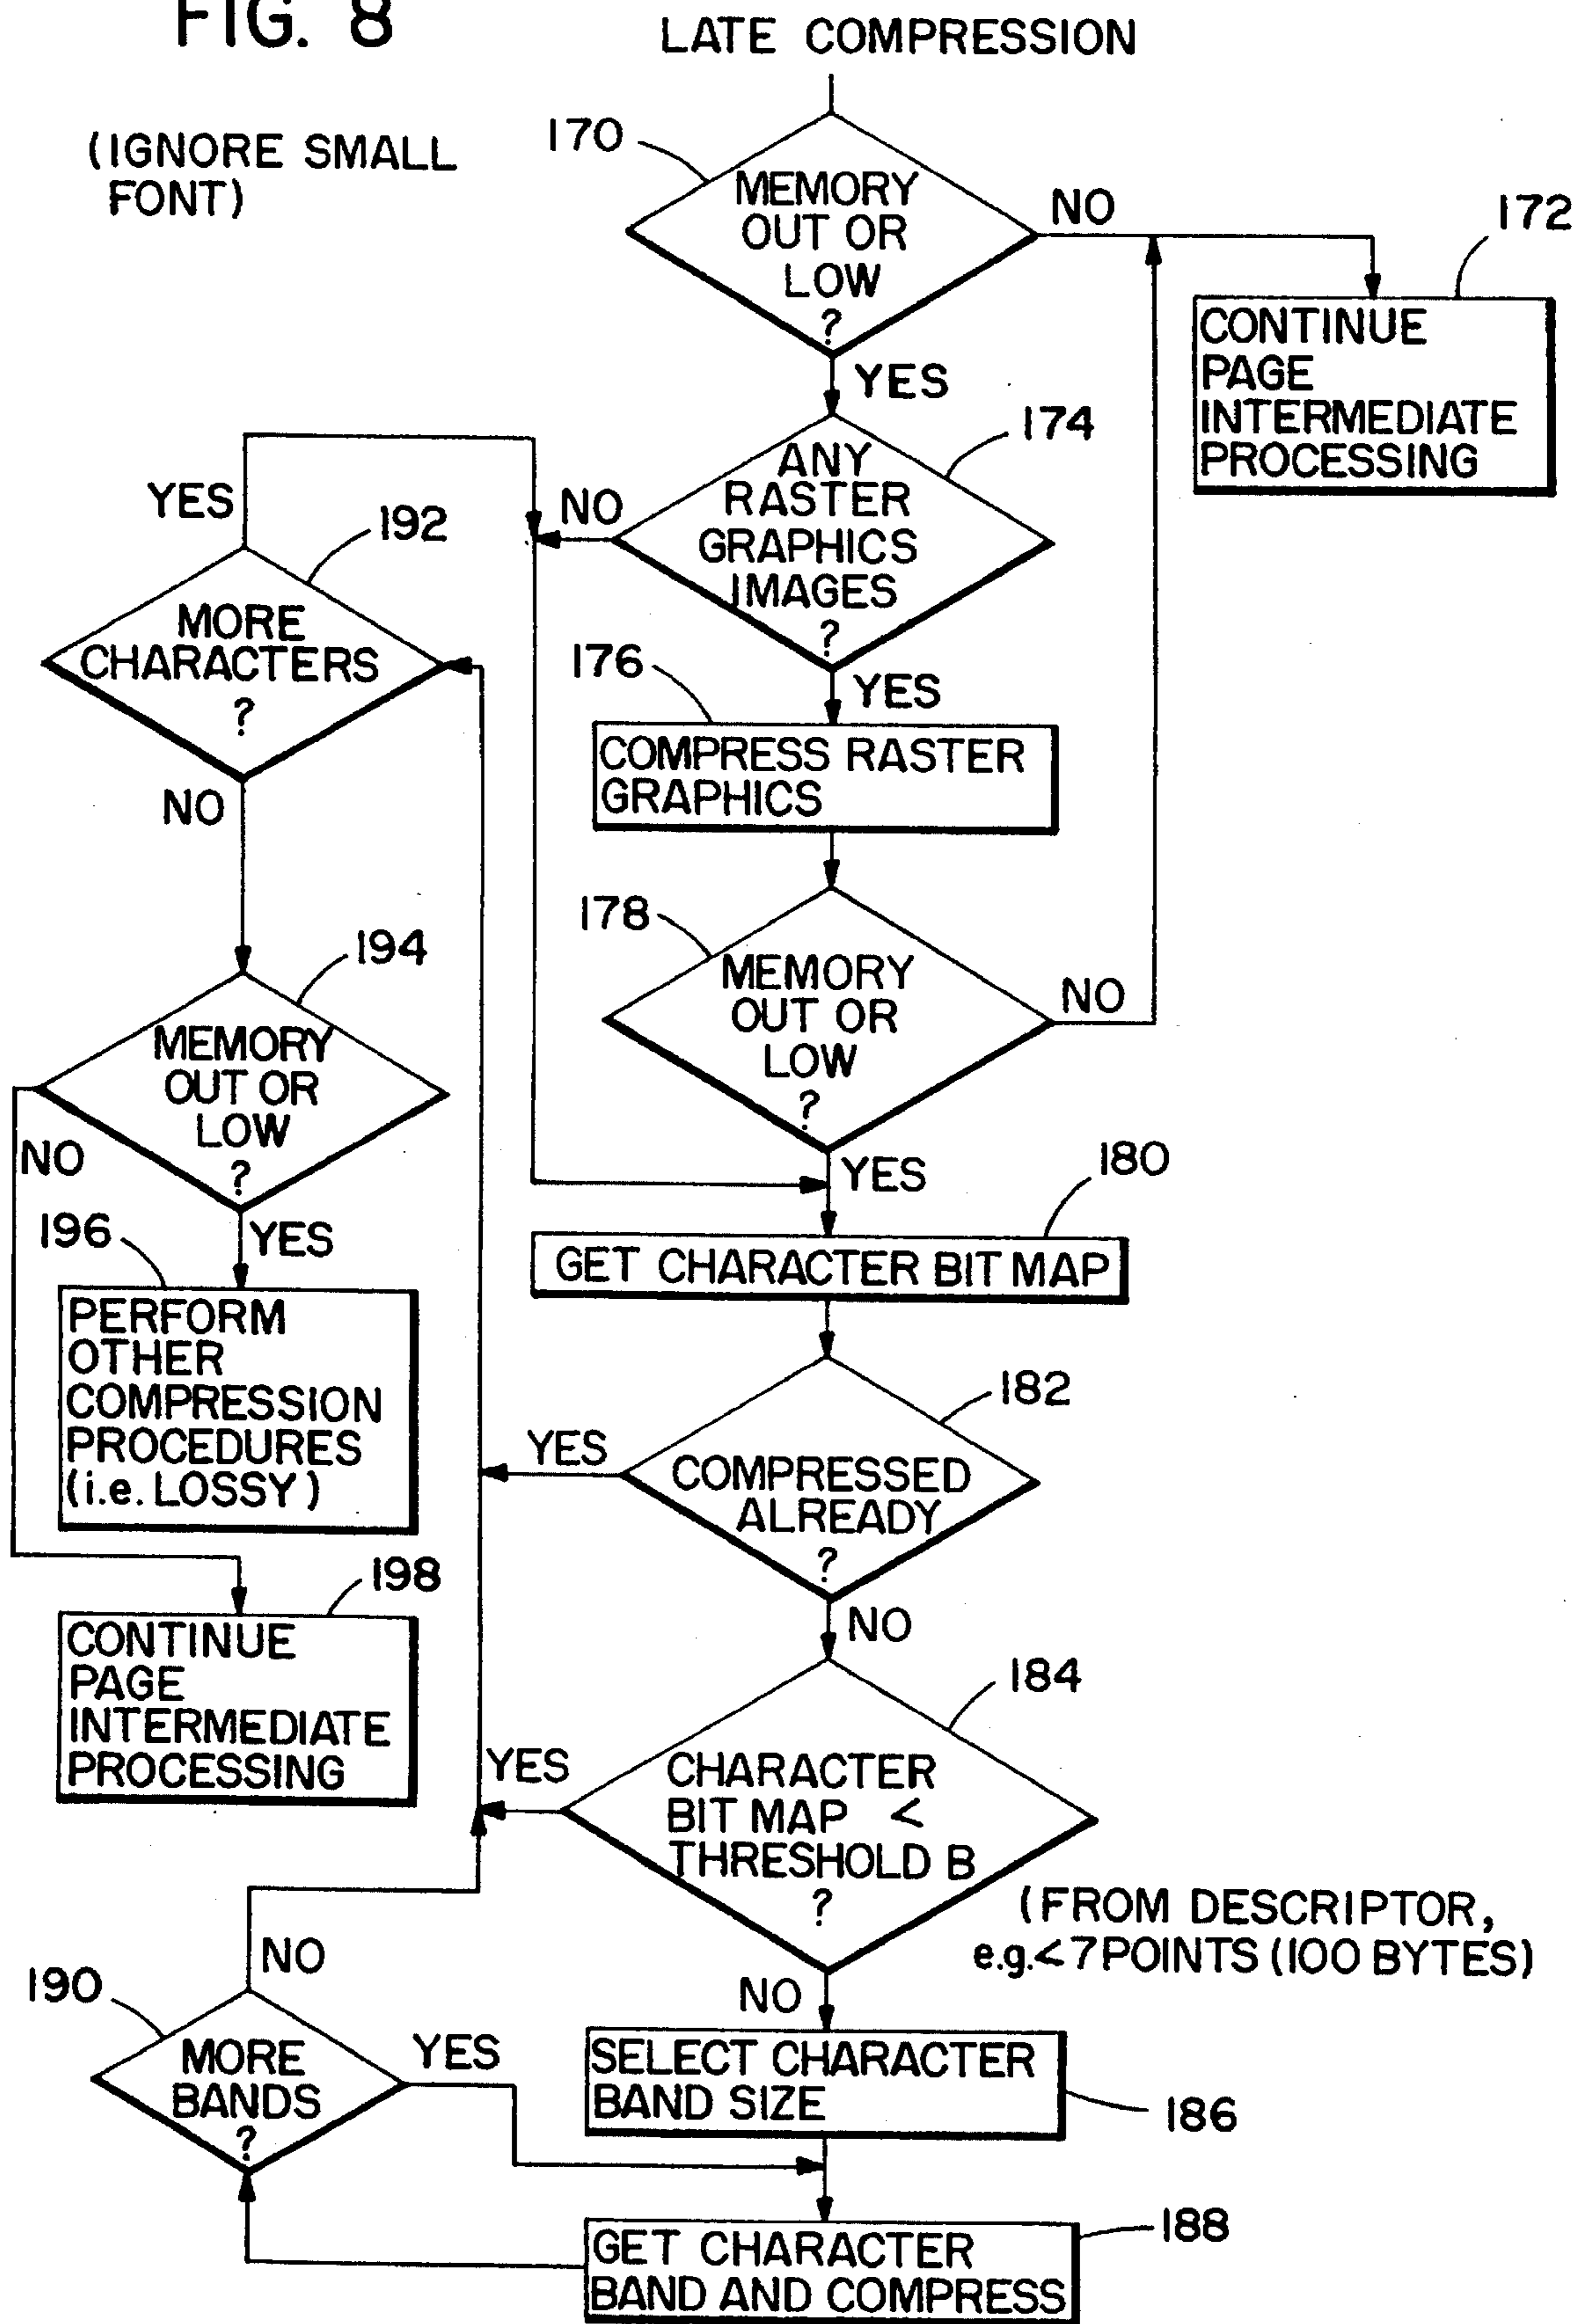 FIG. 8
LATE COMPRESSION
(IGNORE SMALL
FONT)
170
MEMORY
OUT OR
LOW
?
NO
172
CONTINUE
PAGE
INTERMEDIATE
PROCESSING
YES
174
ANY
RASTER
GRAPHICS
IMAGES
?
NO
YES
176
COMPRESS RASTER
GRAPHICS
178
MEMORY
OUT OR
LOW
?
NO
YES
180
GET CHARACTER BIT MAP
182
COMPRESSED
ALREADY
?
YES
NO
184
CHARACTER
BIT MAP <
THRESHOLD B
?
YES
(FROM DESCRIPTOR,
e.g.<7 POINTS (100 BYTES)
NO
SELECT CHARACTER
BAND SIZE
186
GET CHARACTER
BAND AND COMPRESS
188
190
MORE
BANDS
?
YES
NO
192
MORE
CHARACTERS
?
YES
NO
194
MEMORY
OUT OR
LOW
?
NO
YES
196
PERFORM
OTHER
COMPRESSION
PROCEDURES
(i.e. LOSSY)
198
CONTINUE
PAGE
INTERMEDIATE
PROCESSING